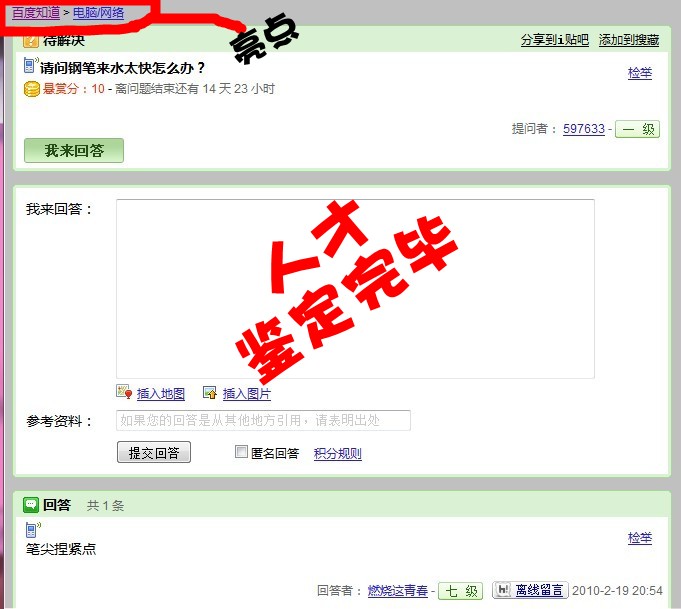 百度知道 > 电脑/网络
亮点
待解决
分享到i贴吧 添加到搜藏
请问钢笔来水太快怎么办？
检举
悬赏分：10 - 离问题结束还有 14 天 23 小时
提问者： 597633 - 一 级
我来回答
我来回答：
人才
鉴定完毕
插入地图 插入图片
参考资料： 如果您的回答是从其他地方引用，请表明出处
提交回答 匿名回答 积分规则
回答 共 1 条
检举
笔尖捏紧点
回答者： 燃烧这青春 - 七 级 hi 离线留言 2010-2-19 20:54